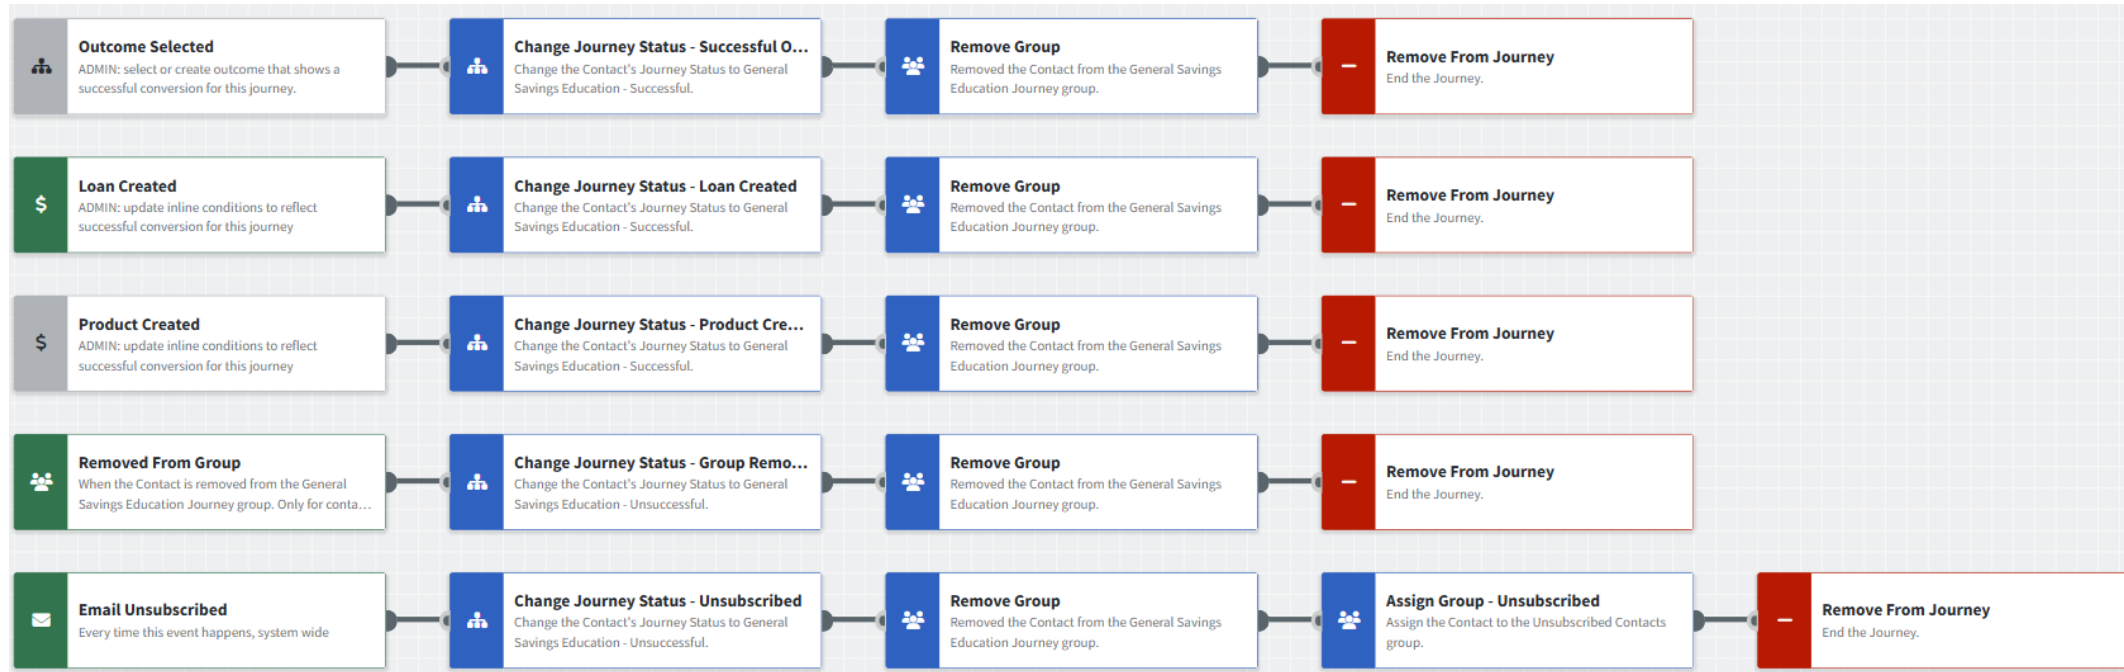 Outcome Selected
ADMIN: select or create outcome that shows a
successful conversion for this journey.
Change Journey Status - Successful O...
Change the Contact's Journey Status to General
Savings Education - Successful.
Remove Group
Removed the Contact from the General Savings
Education Journey group.
Remove From Journey
End the Journey.
$
Loan Created
ADMIN: update inline conditions to reflect
successful conversion for this journey
Change Journey Status - Loan Created
Change the Contact's Journey Status to General
Savings Education - Successful.
Remove Group
Removed the Contact from the General Savings
Education Journey group.
Remove From Journey
End the Journey.
$
Product Created
ADMIN: update inline conditions to reflect
successful conversion for this journey
Change Journey Status - Product Cre...
Change the Contact's Journey Status to General
Savings Education - Successful.
Remove Group
Removed the Contact from the General Savings
Education Journey group.
Remove From Journey
End the Journey.
Removed From Group
When the Contact is removed from the General
Savings Education Journey group. Only for conta...
Change Journey Status - Group Remo...
Change the Contact's Journey Status to General
Savings Education - Unsuccessful.
Remove Group
Removed the Contact from the General Savings
Education Journey group.
Remove From Journey
End the Journey.
Email Unsubscribed
Every time this event happens, system wide
Change Journey Status - Unsubscribed
Change the Contact's Journey Status to General
Savings Education - Unsuccessful.
Remove Group
Removed the Contact from the General Savings
Education Journey group.
Assign Group - Unsubscribed
Assign the Contact to the Unsubscribed Contacts
group.
Remove From Journey
End the Journey.